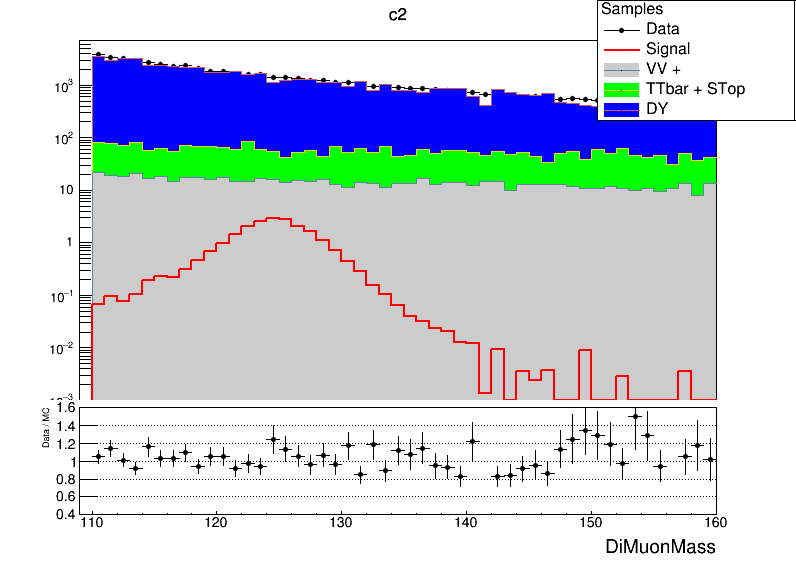 c2
Samples
Data
Signal
VV +
TTbar + STop
DY
10³
10²
10
1
10⁻¹
10⁻²
10⁻³
Data / MC
1.6
1.4
1.2
1
0.8
0.6
0.4
110 120 130 140 150 160
DiMuonMass